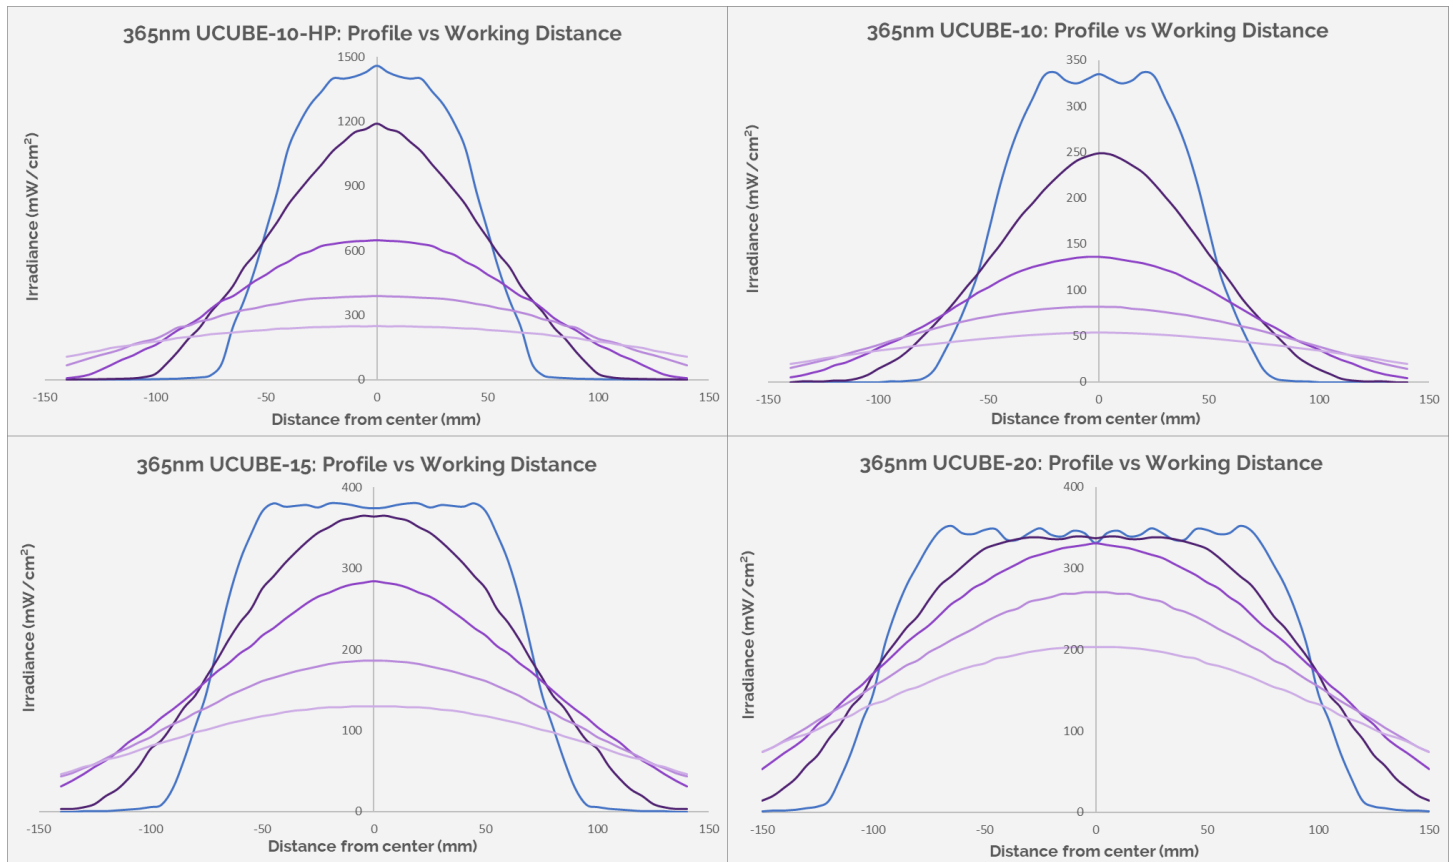 365nm UCUBE-10-HP: Profile vs Working Distance
1500
1200
900
600
300
0
-150 -100 -50 0 50 100 150
Irradiance (mW/cm²)
Distance from center (mm)
365nm UCUBE-10: Profile vs Working Distance
350
300
250
200
150
100
50
0
-150 -100 -50 0 50 100 150
Irradiance (mW/cm²)
Distance from center (mm)
365nm UCUBE-15: Profile vs Working Distance
400
300
200
100
0
-150 -100 -50 0 50 100 150
Irradiance (mW/cm²)
Distance from center (mm)
365nm UCUBE-20: Profile vs Working Distance
400
300
200
100
0
-150 -100 -50 0 50 100 150
Irradiance (mW/cm²)
Distance from center (mm)